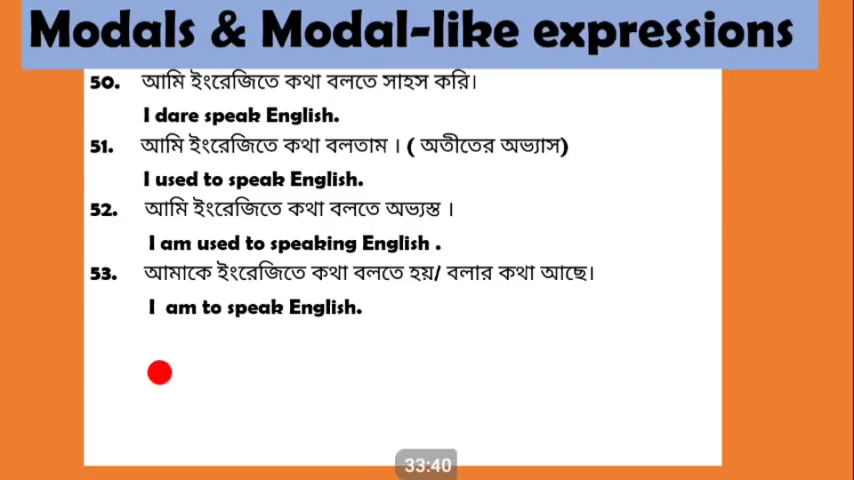 Modals & Modal-like expressions
50. আমি ইংরেজিতে কথা বলতে সাহস করি।
I dare speak English.
51. আমি ইংরেজিতে কথা বলতাম । ( অতীতের অভ্যাস)
I used to speak English.
52. আমি ইংরেজিতে কথা বলতে অভ্যস্ত ।
I am used to speaking English .
53. আমাকে ইংরেজিতে কথা বলতে হয়/ বলার কথা আছে।
I am to speak English.
33:40